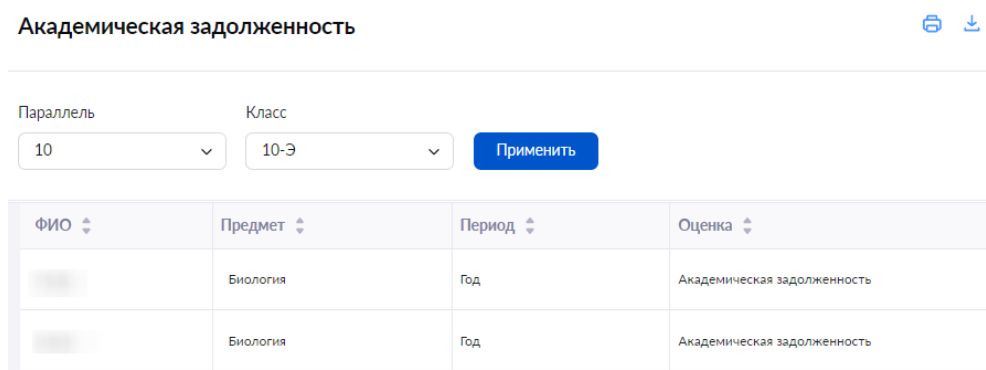 Академическая задолженность
Параллель Класс
10 10-Э Применить
ФИО Предмет Период Оценка
Биология Год Академическая задолженность
Биология Год Академическая задолженность